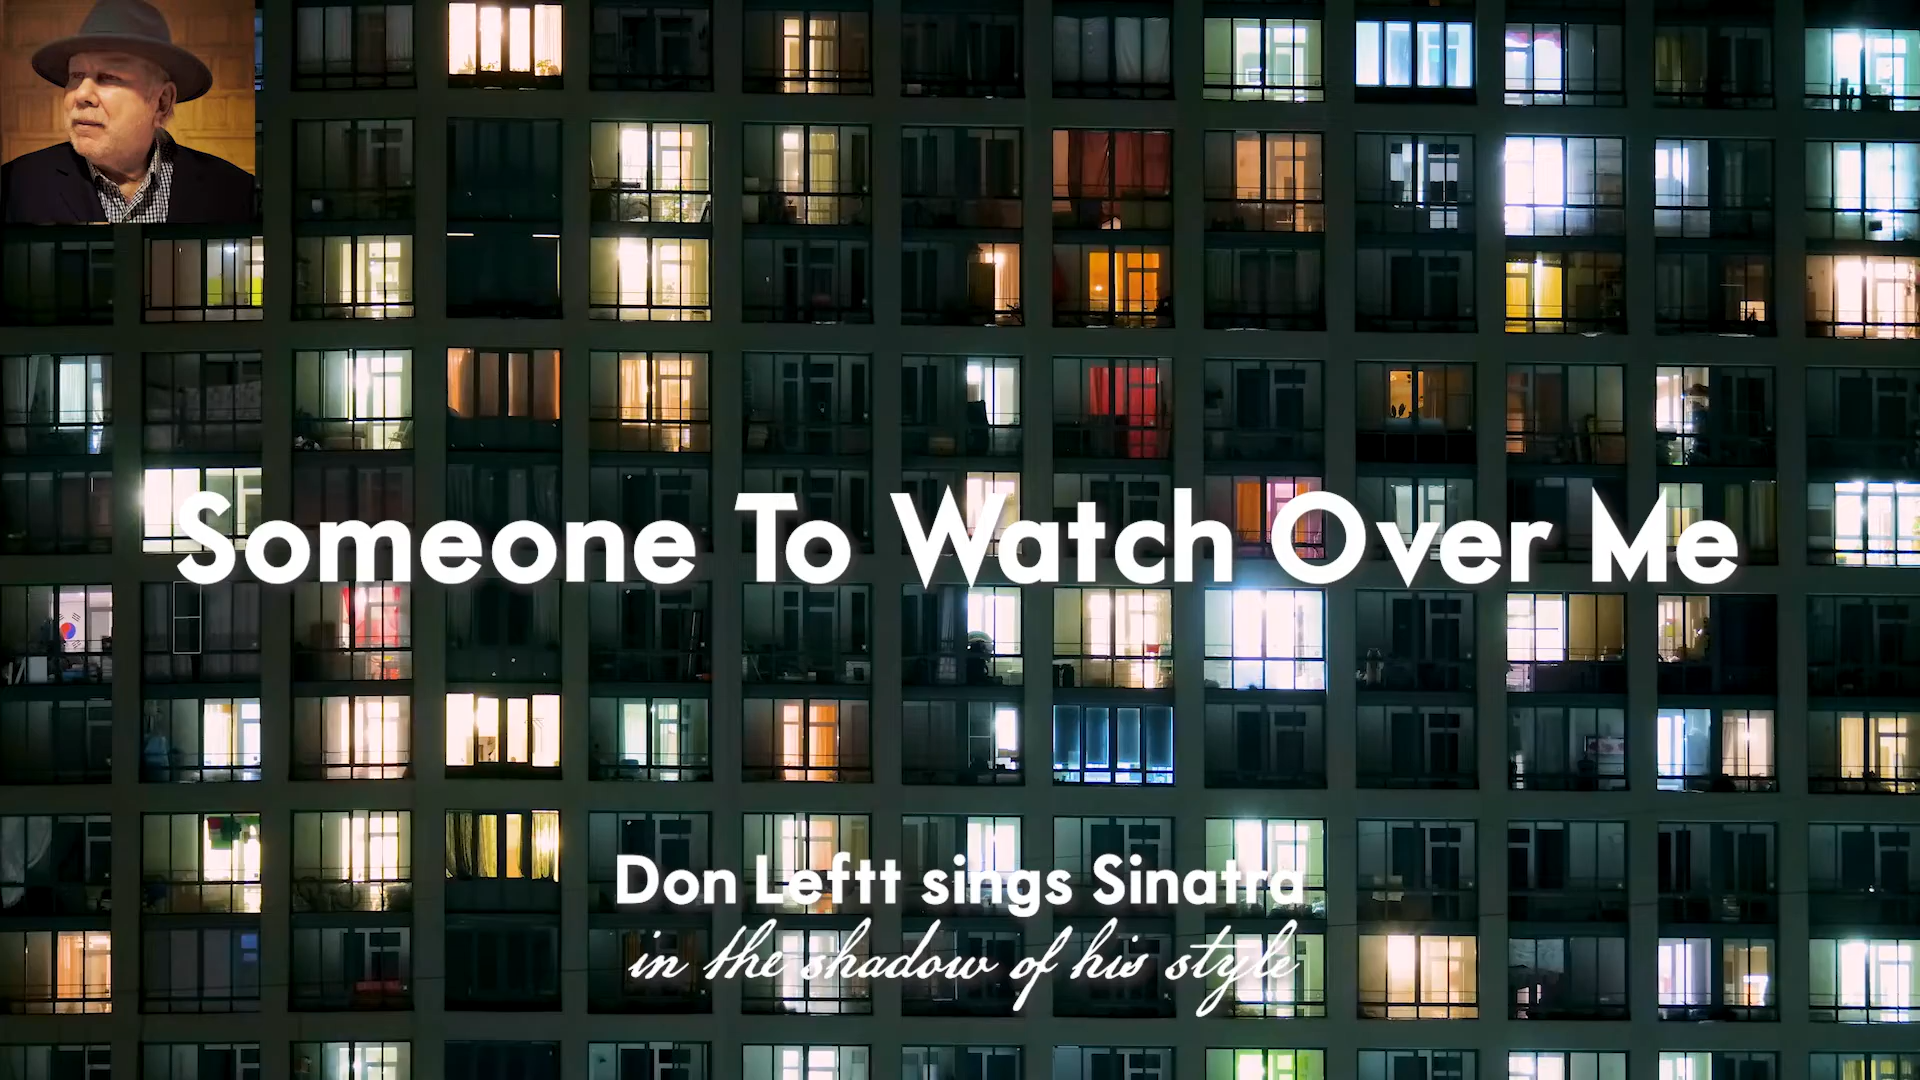 Someone To Watch Over Me
Don Leftt sings Sinatra
in the shadow of his style